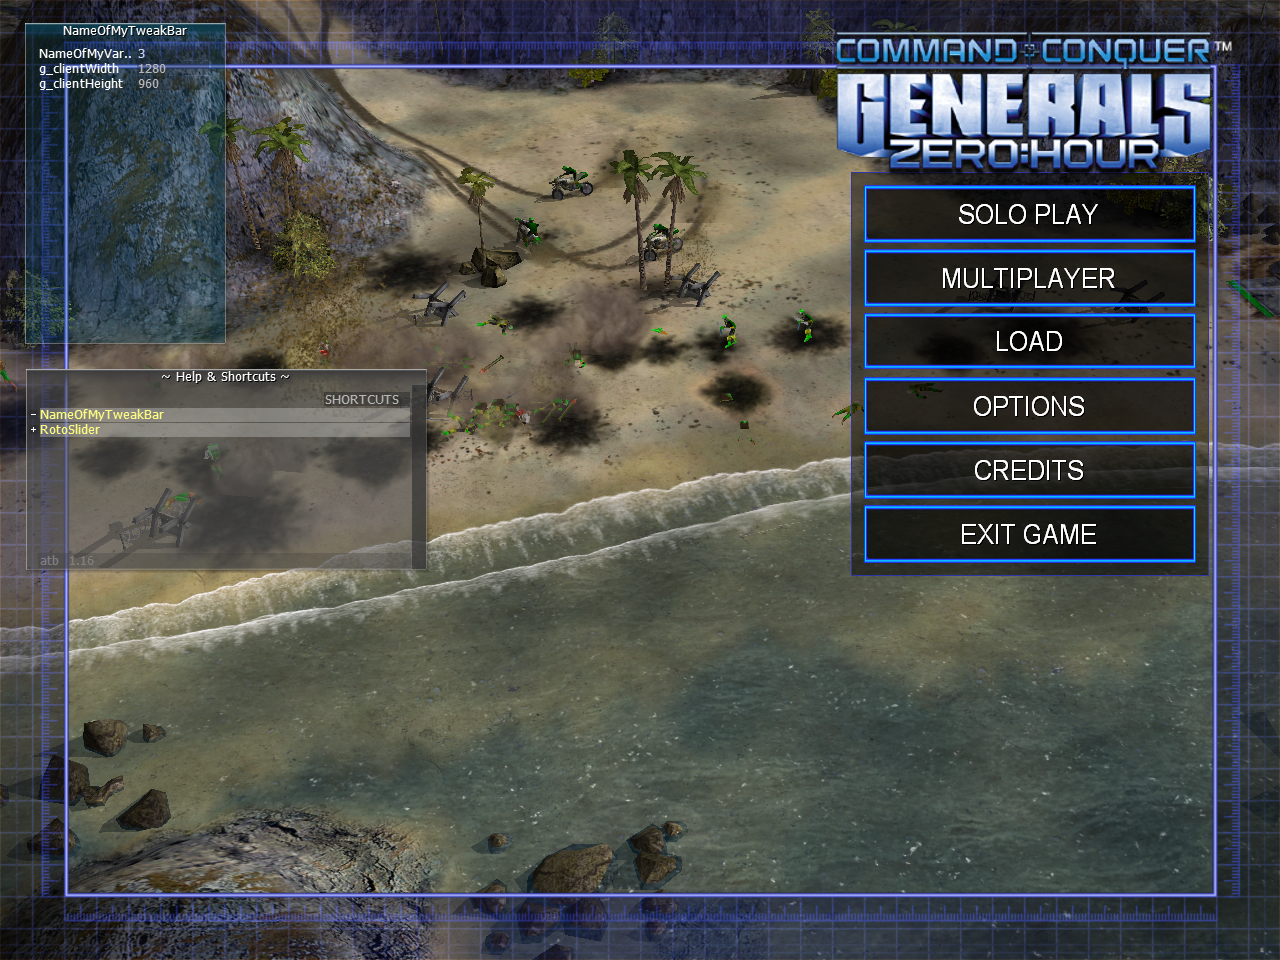 NameOfMyTweakBar
NameOfMyVar.. 3
g_clientWidth 1280
g_clientHeight 960
COMMAND CONQUER™
GENERALS
ZERO:HOUR
SOLO PLAY
MULTIPLAYER
LOAD
OPTIONS
CREDITS
EXIT GAME
~ Help & Shortcuts ~
SHORTCUTS
− NameOfMyTweakBar
+ RotoSlider
atb 1.16